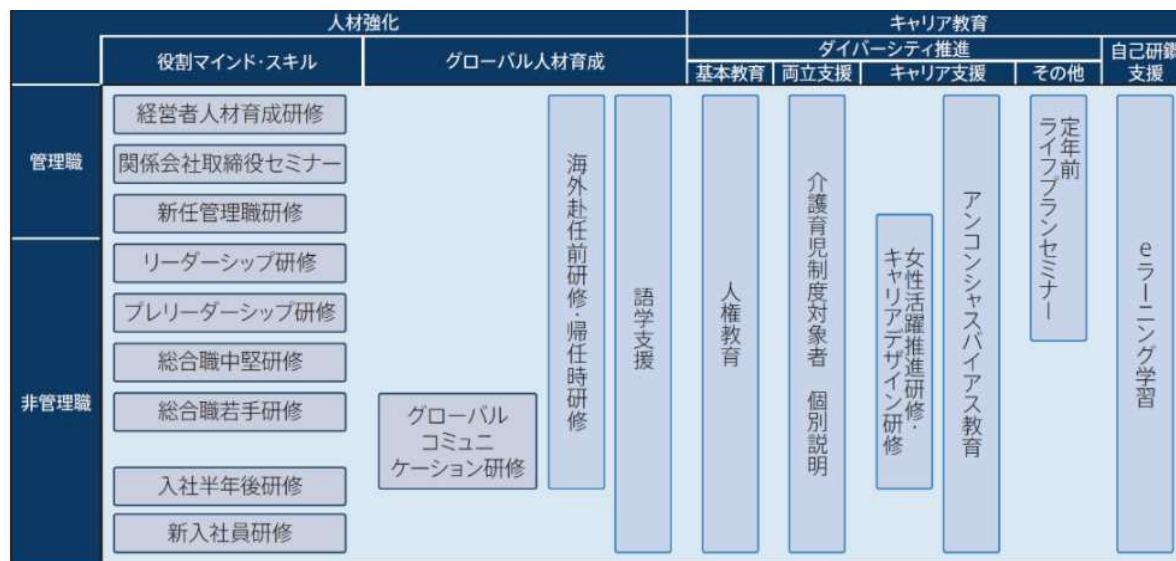 人材強化
キャリア教育
役割マインド・スキル
グローバル人材育成
ダイバーシティ推進
自己研鑽
支援
基本教育
両立支援
キャリア支援
その他
管理職
非管理職
経営者人材育成研修
関係会社取締役セミナー
新任管理職研修
リーダーシップ研修
プレリーダーシップ研修
総合職中堅研修
総合職若手研修
入社半年後研修
新入社員研修
グローバル
コミュニ
ケーション研修
海外赴任前研修・帰任時研修
語学支援
人権教育
介護育児制度対象者 個別説明
女性活躍推進研修・
キャリアデザイン研修
アンコンシャスバイアス教育
定年前
ライフプランセミナー
eラーニング学習